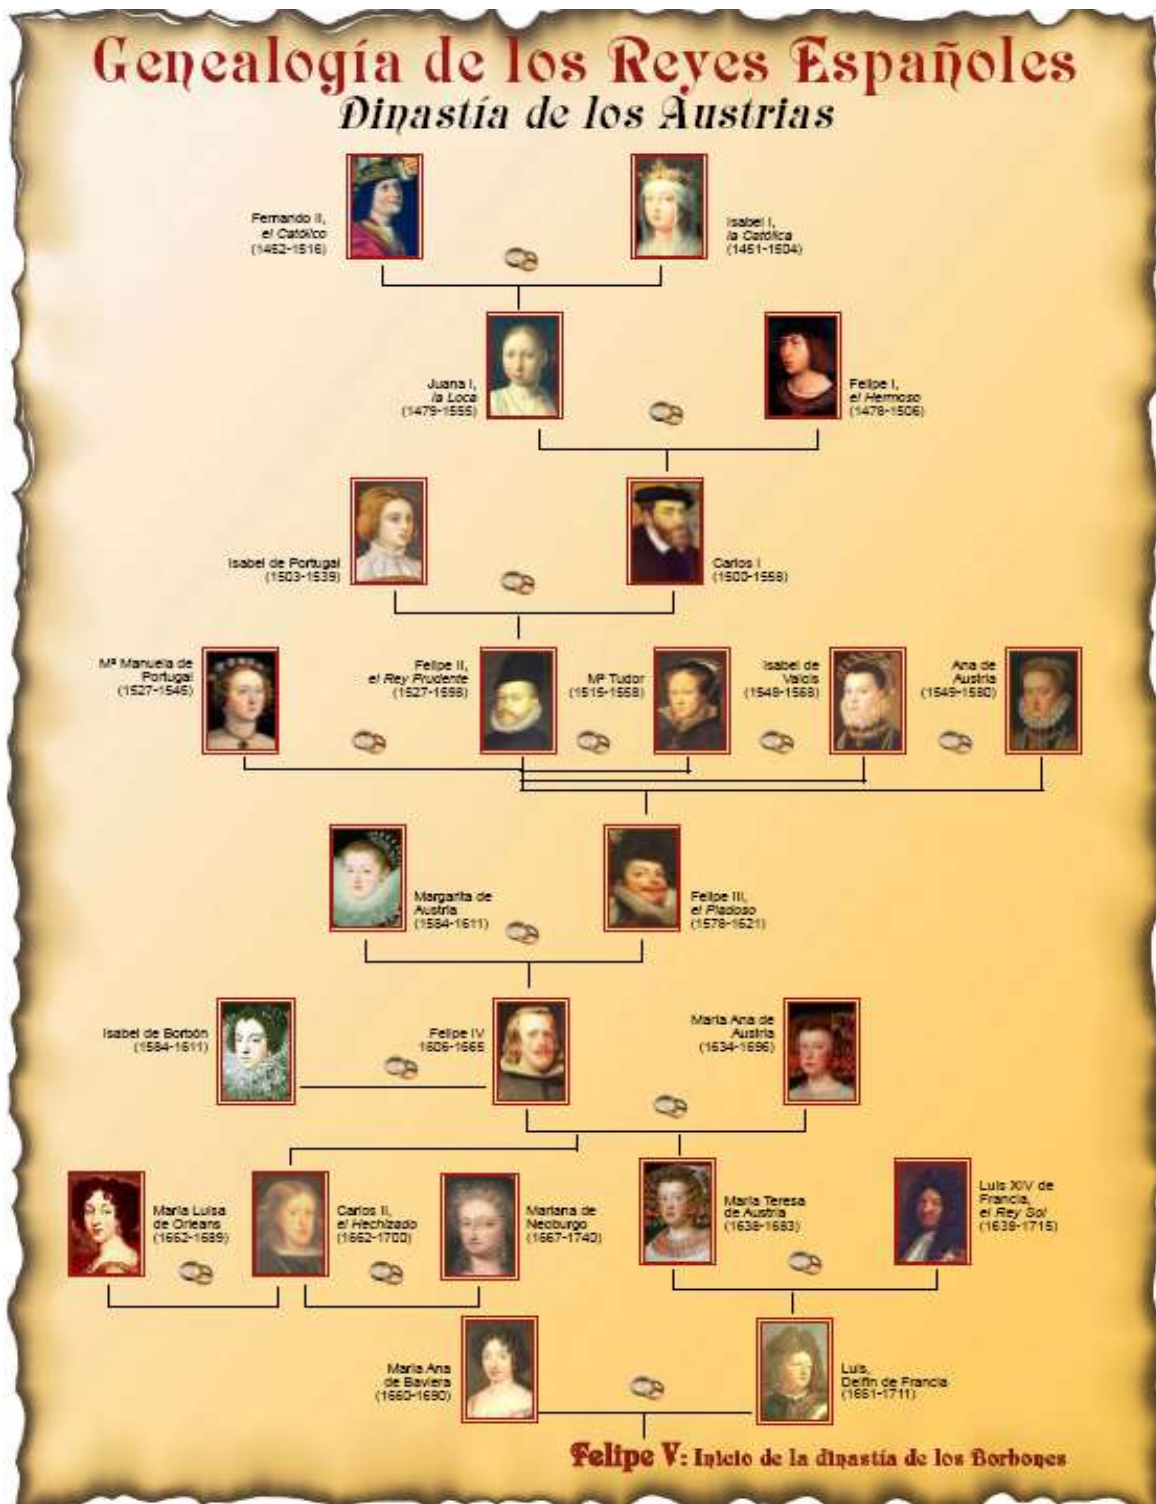 Genealogía de los Reyes Españoles
Dinastía de los Austrias
Fernando II,
el Católico
(1452-1516)
Isabel I,
la Católica
(1451-1504)
Juana I,
la Loca
(1479-1555)
Felipe I,
el Hermoso
(1478-1506)
Isabel de Portugal
(1503-1539)
Carlos I
(1500-1558)
Mª Manuela de
Portugal
(1527-1545)
Felipe II,
el Rey Prudente
(1527-1598)
Mª Tudor
(1515-1558)
Isabel de
Valois
(1548-1568)
Ana de
Austria
(1549-1580)
Margarita de
Austria
(1584-1611)
Felipe III,
el Piadoso
(1578-1621)
Isabel de Borbón
(1584-1611)
Felipe IV
1606-1665
María Ana de
Austria
(1634-1696)
María Luisa
de Orleans
(1662-1689)
Carlos II,
el Hechizado
(1662-1700)
Mariana de
Neoburgo
(1667-1740)
María Teresa
de Austria
(1638-1683)
Luis XIV de
Francia,
el Rey Sol
(1638-1715)
María Ana
de Baviera
(1660-1690)
Luis,
Delfín de Francia
(1661-1711)
Felipe V: Inicio de la dinastía de los Borbones